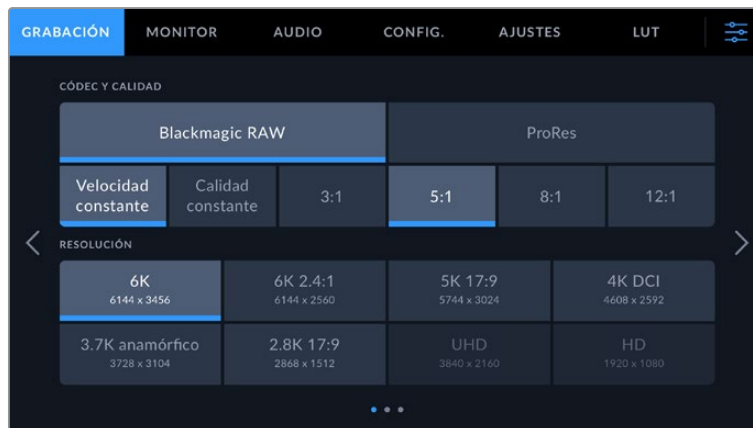 GRABACIÓN MONITOR AUDIO CONFIG. AJUSTES LUT
CÓDEC Y CALIDAD
Blackmagic RAW ProRes
Velocidad constante Calidad constante 3:1 5:1 8:1 12:1
RESOLUCIÓN
6K 6K 2.4:1 5K 17:9 4K DCI
6144 x 3456 6144 x 2560 5744 x 3024 4608 x 2592
3.7K anamórfico 2.8K 17:9 UHD HD
3728 x 3104 2868 x 1512 3840 x 2160 1920 x 1080